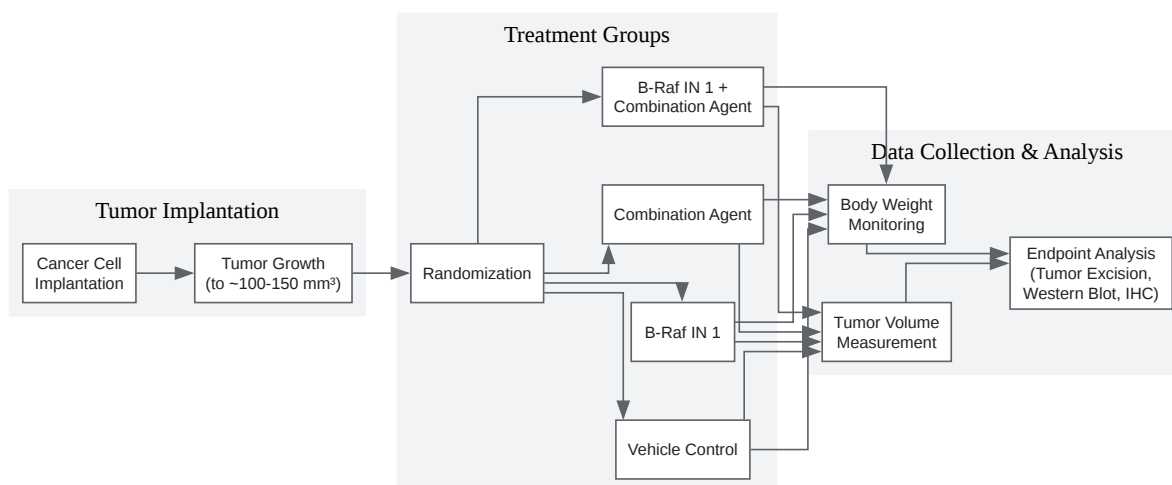 Treatment Groups
B-Raf IN 1 +
Combination Agent
Data Collection & Analysis
Tumor Implantation
Combination Agent
Body Weight
Monitoring
Cancer Cell
Implantation
Tumor Growth
(to ~100-150 mm³)
Randomization
Endpoint Analysis
(Tumor Excision,
Western Blot, IHC)
B-Raf IN 1
Tumor Volume
Measurement
Vehicle Control